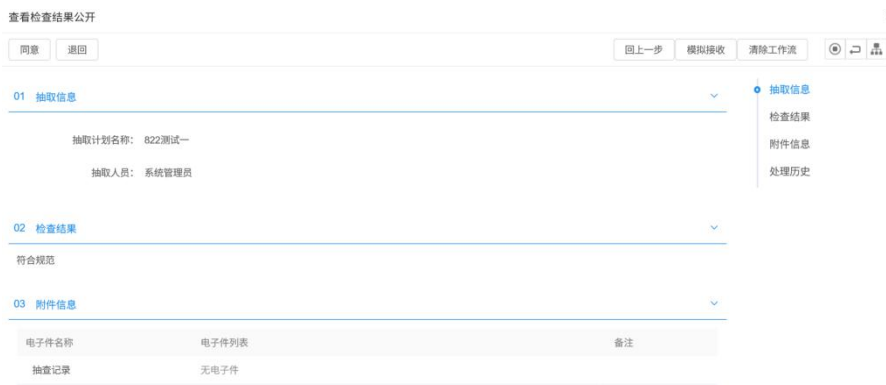 查看检查结果公开
同意 退回 回上一步 模拟接收 清除工作流
01 抽取信息
抽取计划名称: 822测试一
抽取人员: 系统管理员
02 检查结果
符合规范
03 附件信息
电子件名称 电子件列表 备注
抽查记录 无电子件
抽取信息
检查结果
附件信息
处理历史